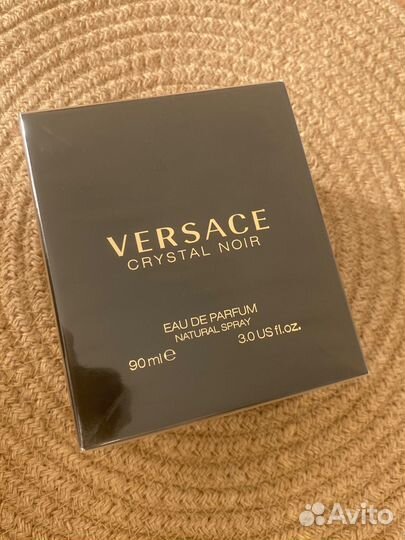 VERSACE
CRYSTAL NOIR
EAU DE PARFUM
NATURAL SPRAY
90 ml e 3.0 US fl.oz.
Avito